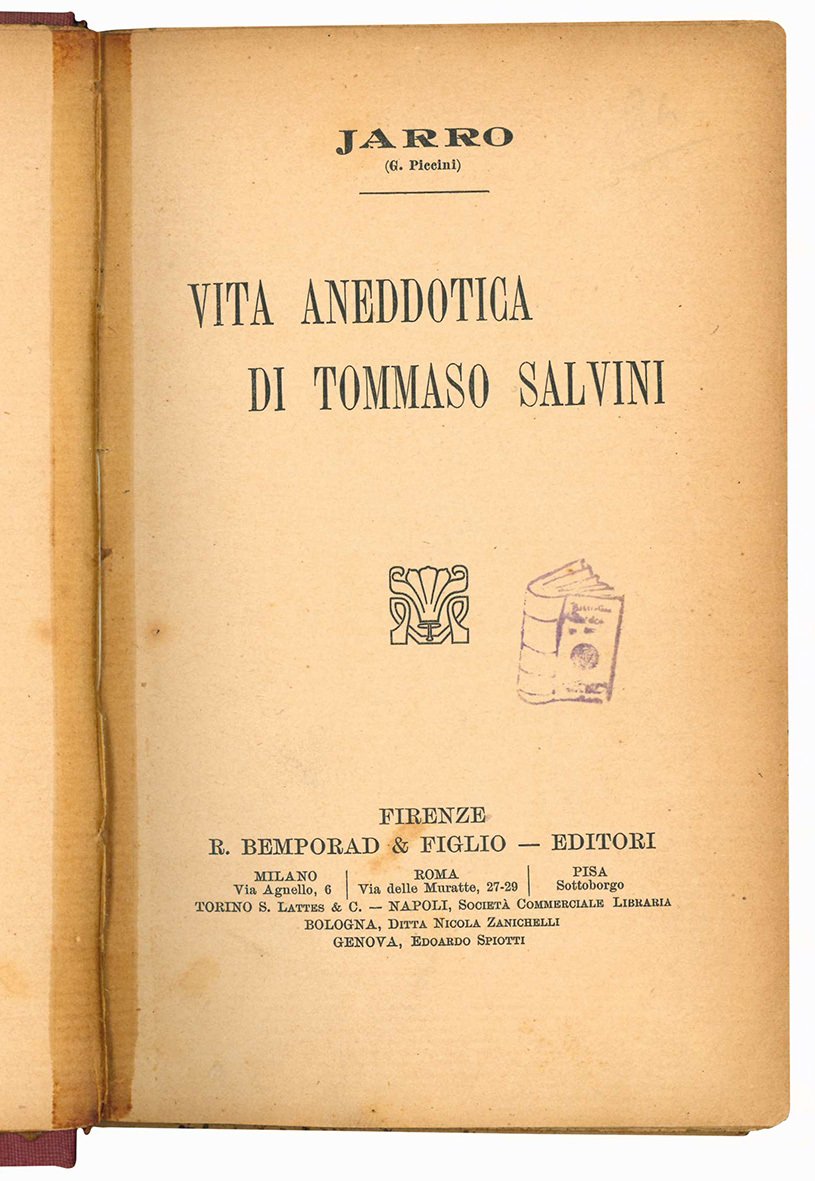 JARRO
(G. Piccini)
VITA ANEDDOTICA
DI TOMMASO SALVINI
FIRENZE
R. BEMPORAD & FIGLIO — EDITORI
MILANO
Via Agnello, 6
ROMA
Via delle Muratte, 27-29
PISA
Sottoborgo
TORINO S. LATTES & C. — NAPOLI, SOCIETÀ COMMERCIALE LIBRARIA
BOLOGNA, DITTA NICOLA ZANICHELLI
GENOVA, EDOARDO SPIOTTI